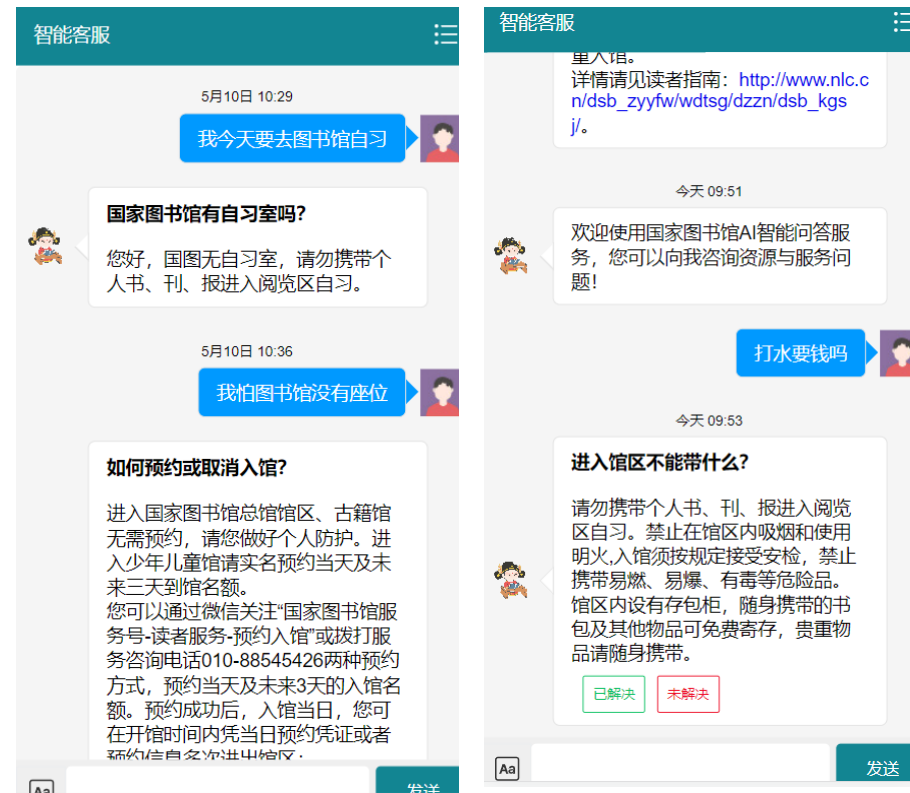 智能客服
5月10日 10:29
我今天要去图书馆自习
国家图书馆有自习室吗?
您好，国图无自习室，请勿携带个
人书、刊、报进入阅览区自习。
5月10日 10:36
我怕图书馆没有座位
如何预约或取消入馆?
进入国家图书馆总馆馆区、古籍馆
无需预约，请您做好个人防护。进
入少年儿童馆请实名预约当天及未
来三天到馆名额。
您可以通过微信关注“国家图书馆服
务号-读者服务-预约入馆”或拨打服
务咨询电话010-88545426两种预约
方式，预约当天及未来3天的入馆名
额。预约成功后，入馆当日，您可
在开馆时间内凭当日预约凭证或者
预约信息多次进出馆区；
Aa
发送
智能客服
重入馆。
详情请见读者指南：http://www.nlc.c
n/dsb_zyyfw/wdtsg/dzzn/dsb_kgs
j/。
今天 09:51
欢迎使用国家图书馆AI智能问答服
务，您可以向我咨询资源与服务问
题!
打水要钱吗
今天 09:53
进入馆区不能带什么?
请勿携带个人书、刊、报进入阅览
区自习。禁止在馆区内吸烟和使用
明火,入馆须按规定接受安检，禁止
携带易燃、易爆、有毒等危险品。
馆区内设有存包柜，随身携带的书
包及其他物品可免费寄存，贵重物
品请随身携带。
已解决
未解决
Aa
发送